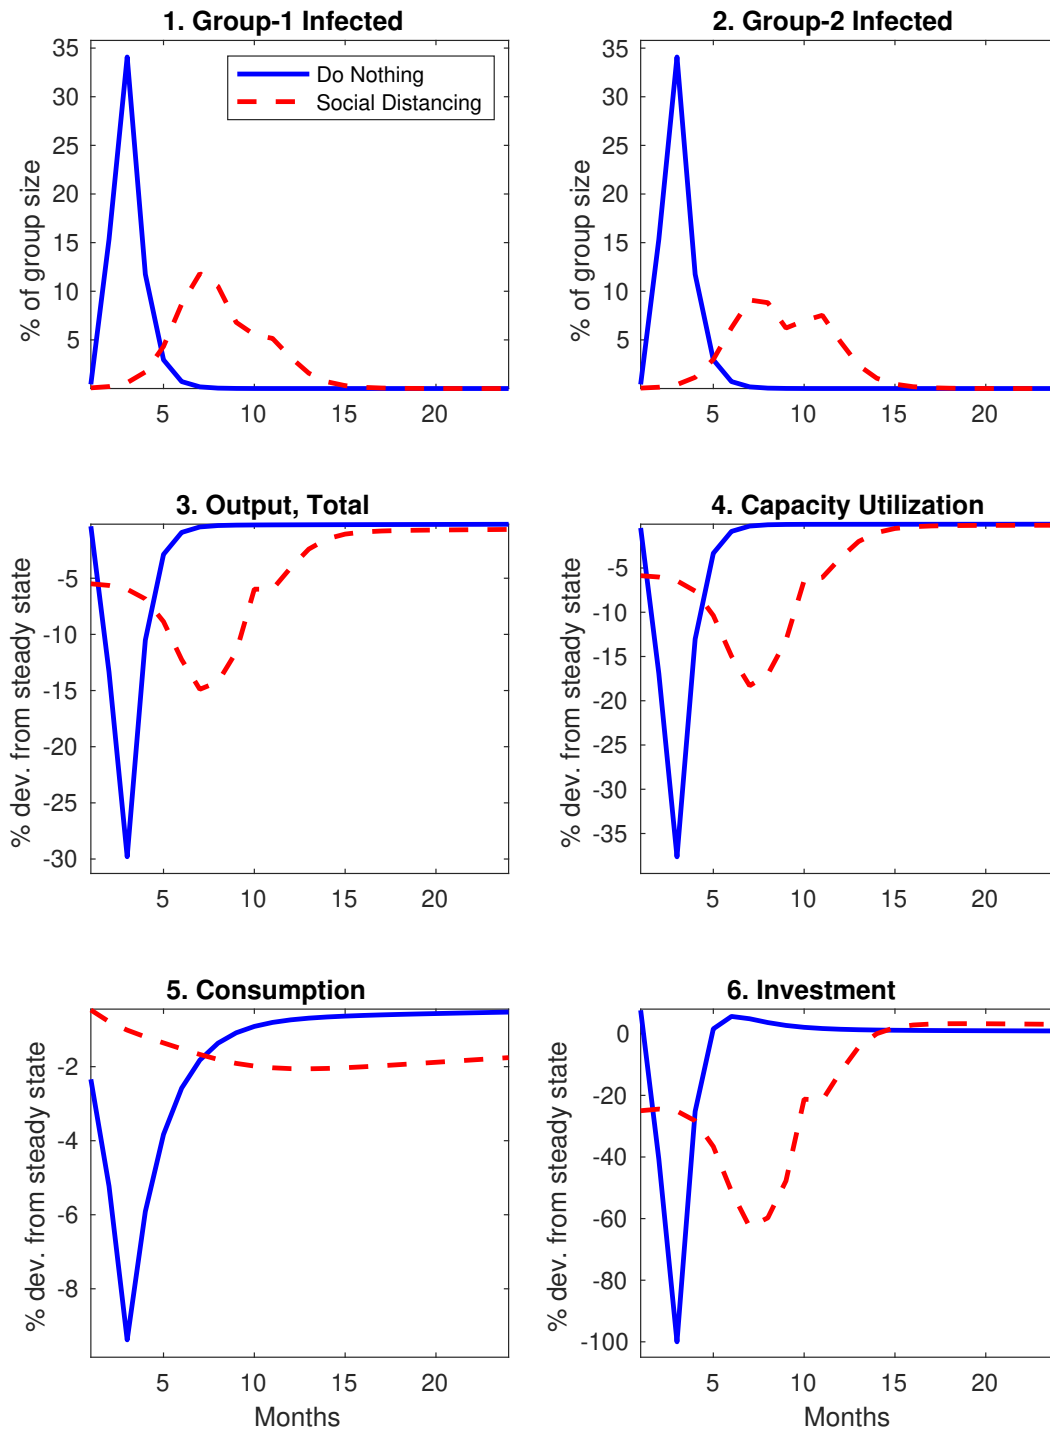 1. Group-1 Infected
% of group size
35
30
25
20
15
10
5
5 10 15 20
Do Nothing
Social Distancing
2. Group-2 Infected
% of group size
35
30
25
20
15
10
5
5 10 15 20
3. Output, Total
% dev. from steady state
-5
-10
-15
-20
-25
-30
5 10 15 20
4. Capacity Utilization
% dev. from steady state
-5
-10
-15
-20
-25
-30
-35
5 10 15 20
5. Consumption
% dev. from steady state
-2
-4
-6
-8
5 10 15 20
Months
6. Investment
% dev. from steady state
0
-20
-40
-60
-80
-100
5 10 15 20
Months